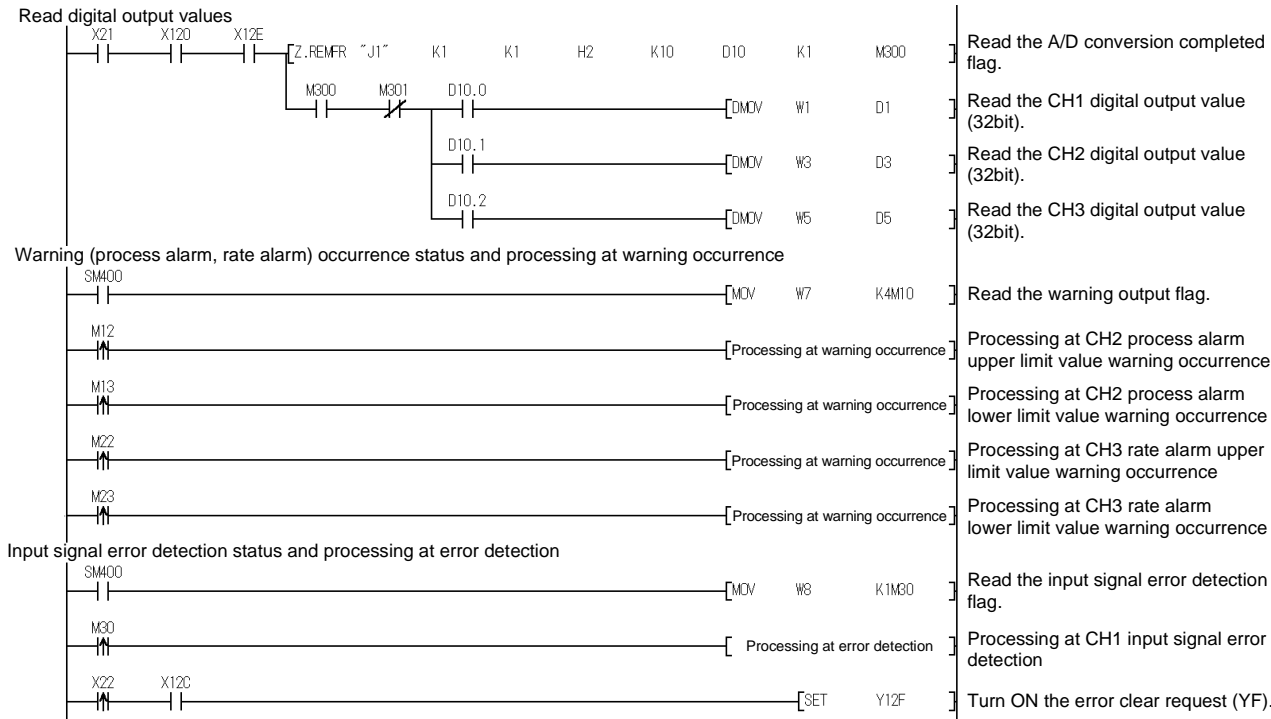 Read digital output values
X21 X120 X12E
Z.REMFR "J1" K1 K1 H2 K10 D10 K1 M300
Read the A/D conversion completed
flag.
M300 M301 D10.0
DMOV W1 D1
Read the CH1 digital output value
(32bit).
D10.1
DMOV W3 D3
Read the CH2 digital output value
(32bit).
D10.2
DMOV W5 D5
Read the CH3 digital output value
(32bit).
Warning (process alarm, rate alarm) occurrence status and processing at warning occurrence
SM400
MOV W7 K4M10
Read the warning output flag.
M12
Processing at warning occurrence
Processing at CH2 process alarm
upper limit value warning occurrence
M13
Processing at warning occurrence
Processing at CH2 process alarm
lower limit value warning occurrence
M22
Processing at warning occurrence
Processing at CH3 rate alarm upper
limit value warning occurrence
M23
Processing at warning occurrence
Processing at CH3 rate alarm
lower limit value warning occurrence
Input signal error detection status and processing at error detection
SM400
MOV W8 K1M30
Read the input signal error detection
flag.
M30
Processing at error detection
Processing at CH1 input signal error
detection
X22 X12C
SET Y12F
Turn ON the error clear request (YF).